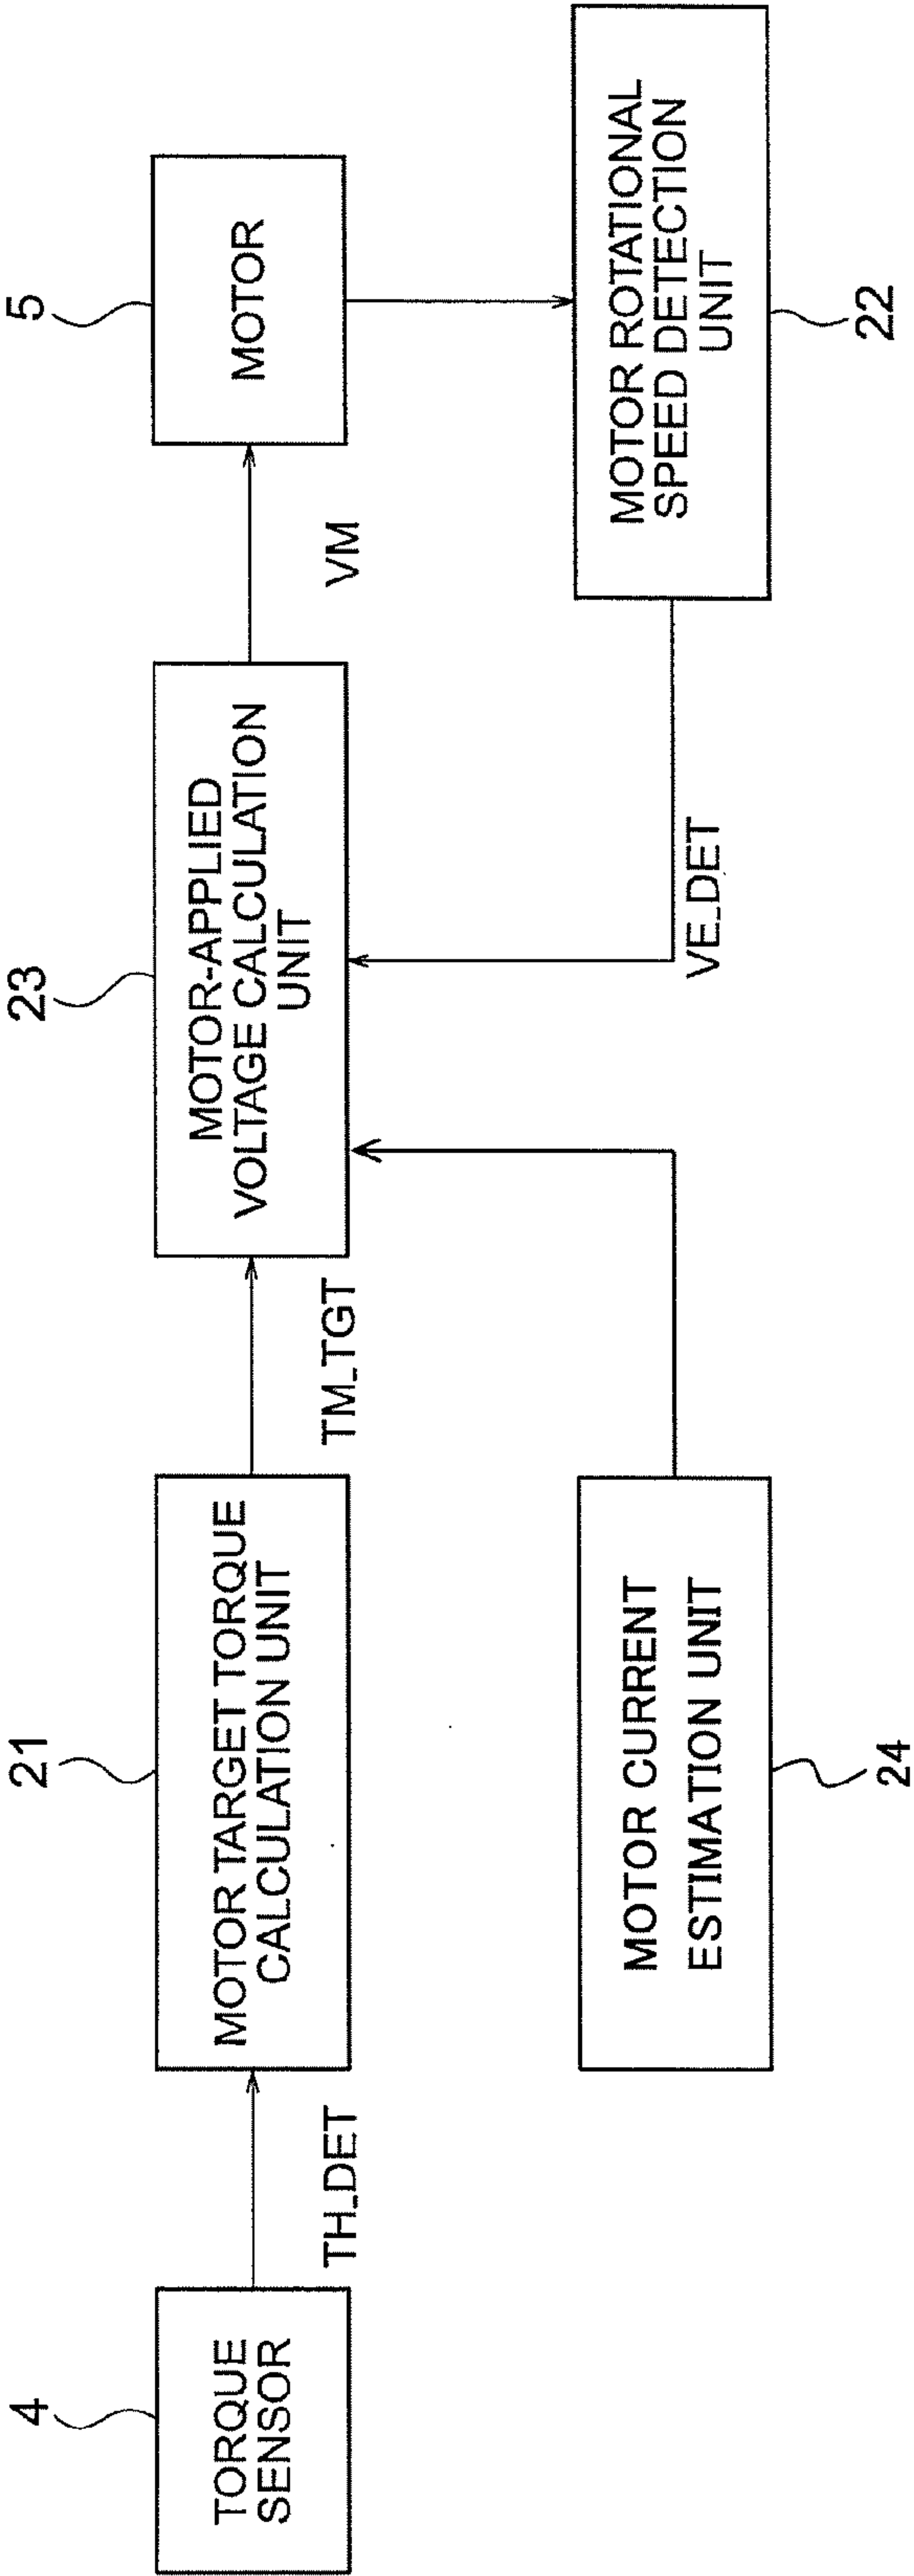 4
TORQUE
SENSOR
TH_DET
21
MOTOR TARGET TORQUE
CALCULATION UNIT
TM_TGT
23
MOTOR-APPLIED
VOLTAGE CALCULATION
UNIT
VM
5
MOTOR
MOTOR CURRENT
ESTIMATION UNIT
24
VE_DET
MOTOR ROTATIONAL
SPEED DETECTION
UNIT
22